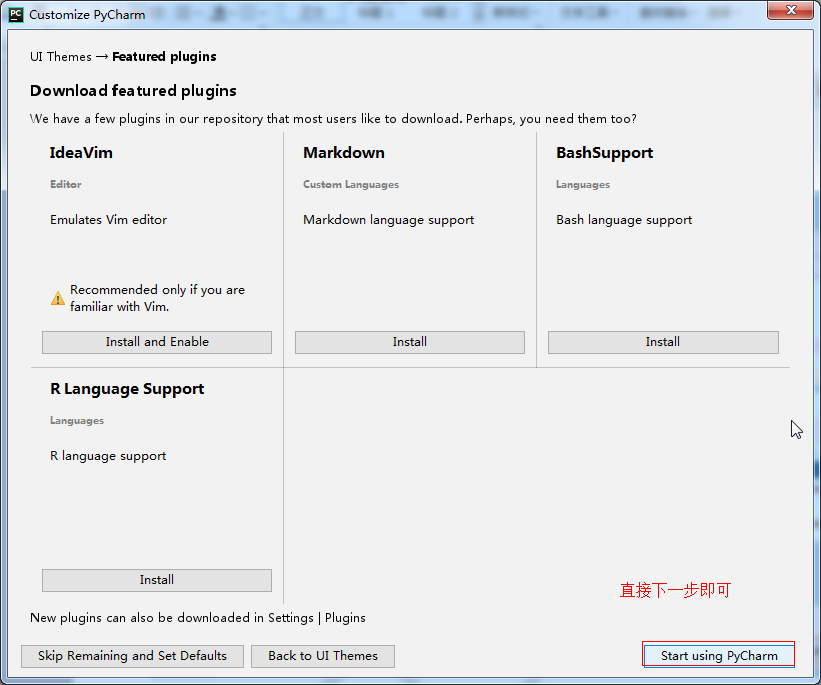 PC Customize PyCharm
UI Themes → Featured plugins
Download featured plugins
We have a few plugins in our repository that most users like to download. Perhaps, you need them too?
IdeaVim
Editor
Emulates Vim editor
Recommended only if you are
familiar with Vim.
Install and Enable
Markdown
Custom Languages
Markdown language support
Install
BashSupport
Languages
Bash language support
Install
R Language Support
Languages
R language support
Install
直接下一步即可
New plugins can also be downloaded in Settings | Plugins
Skip Remaining and Set Defaults
Back to UI Themes
Start using PyCharm